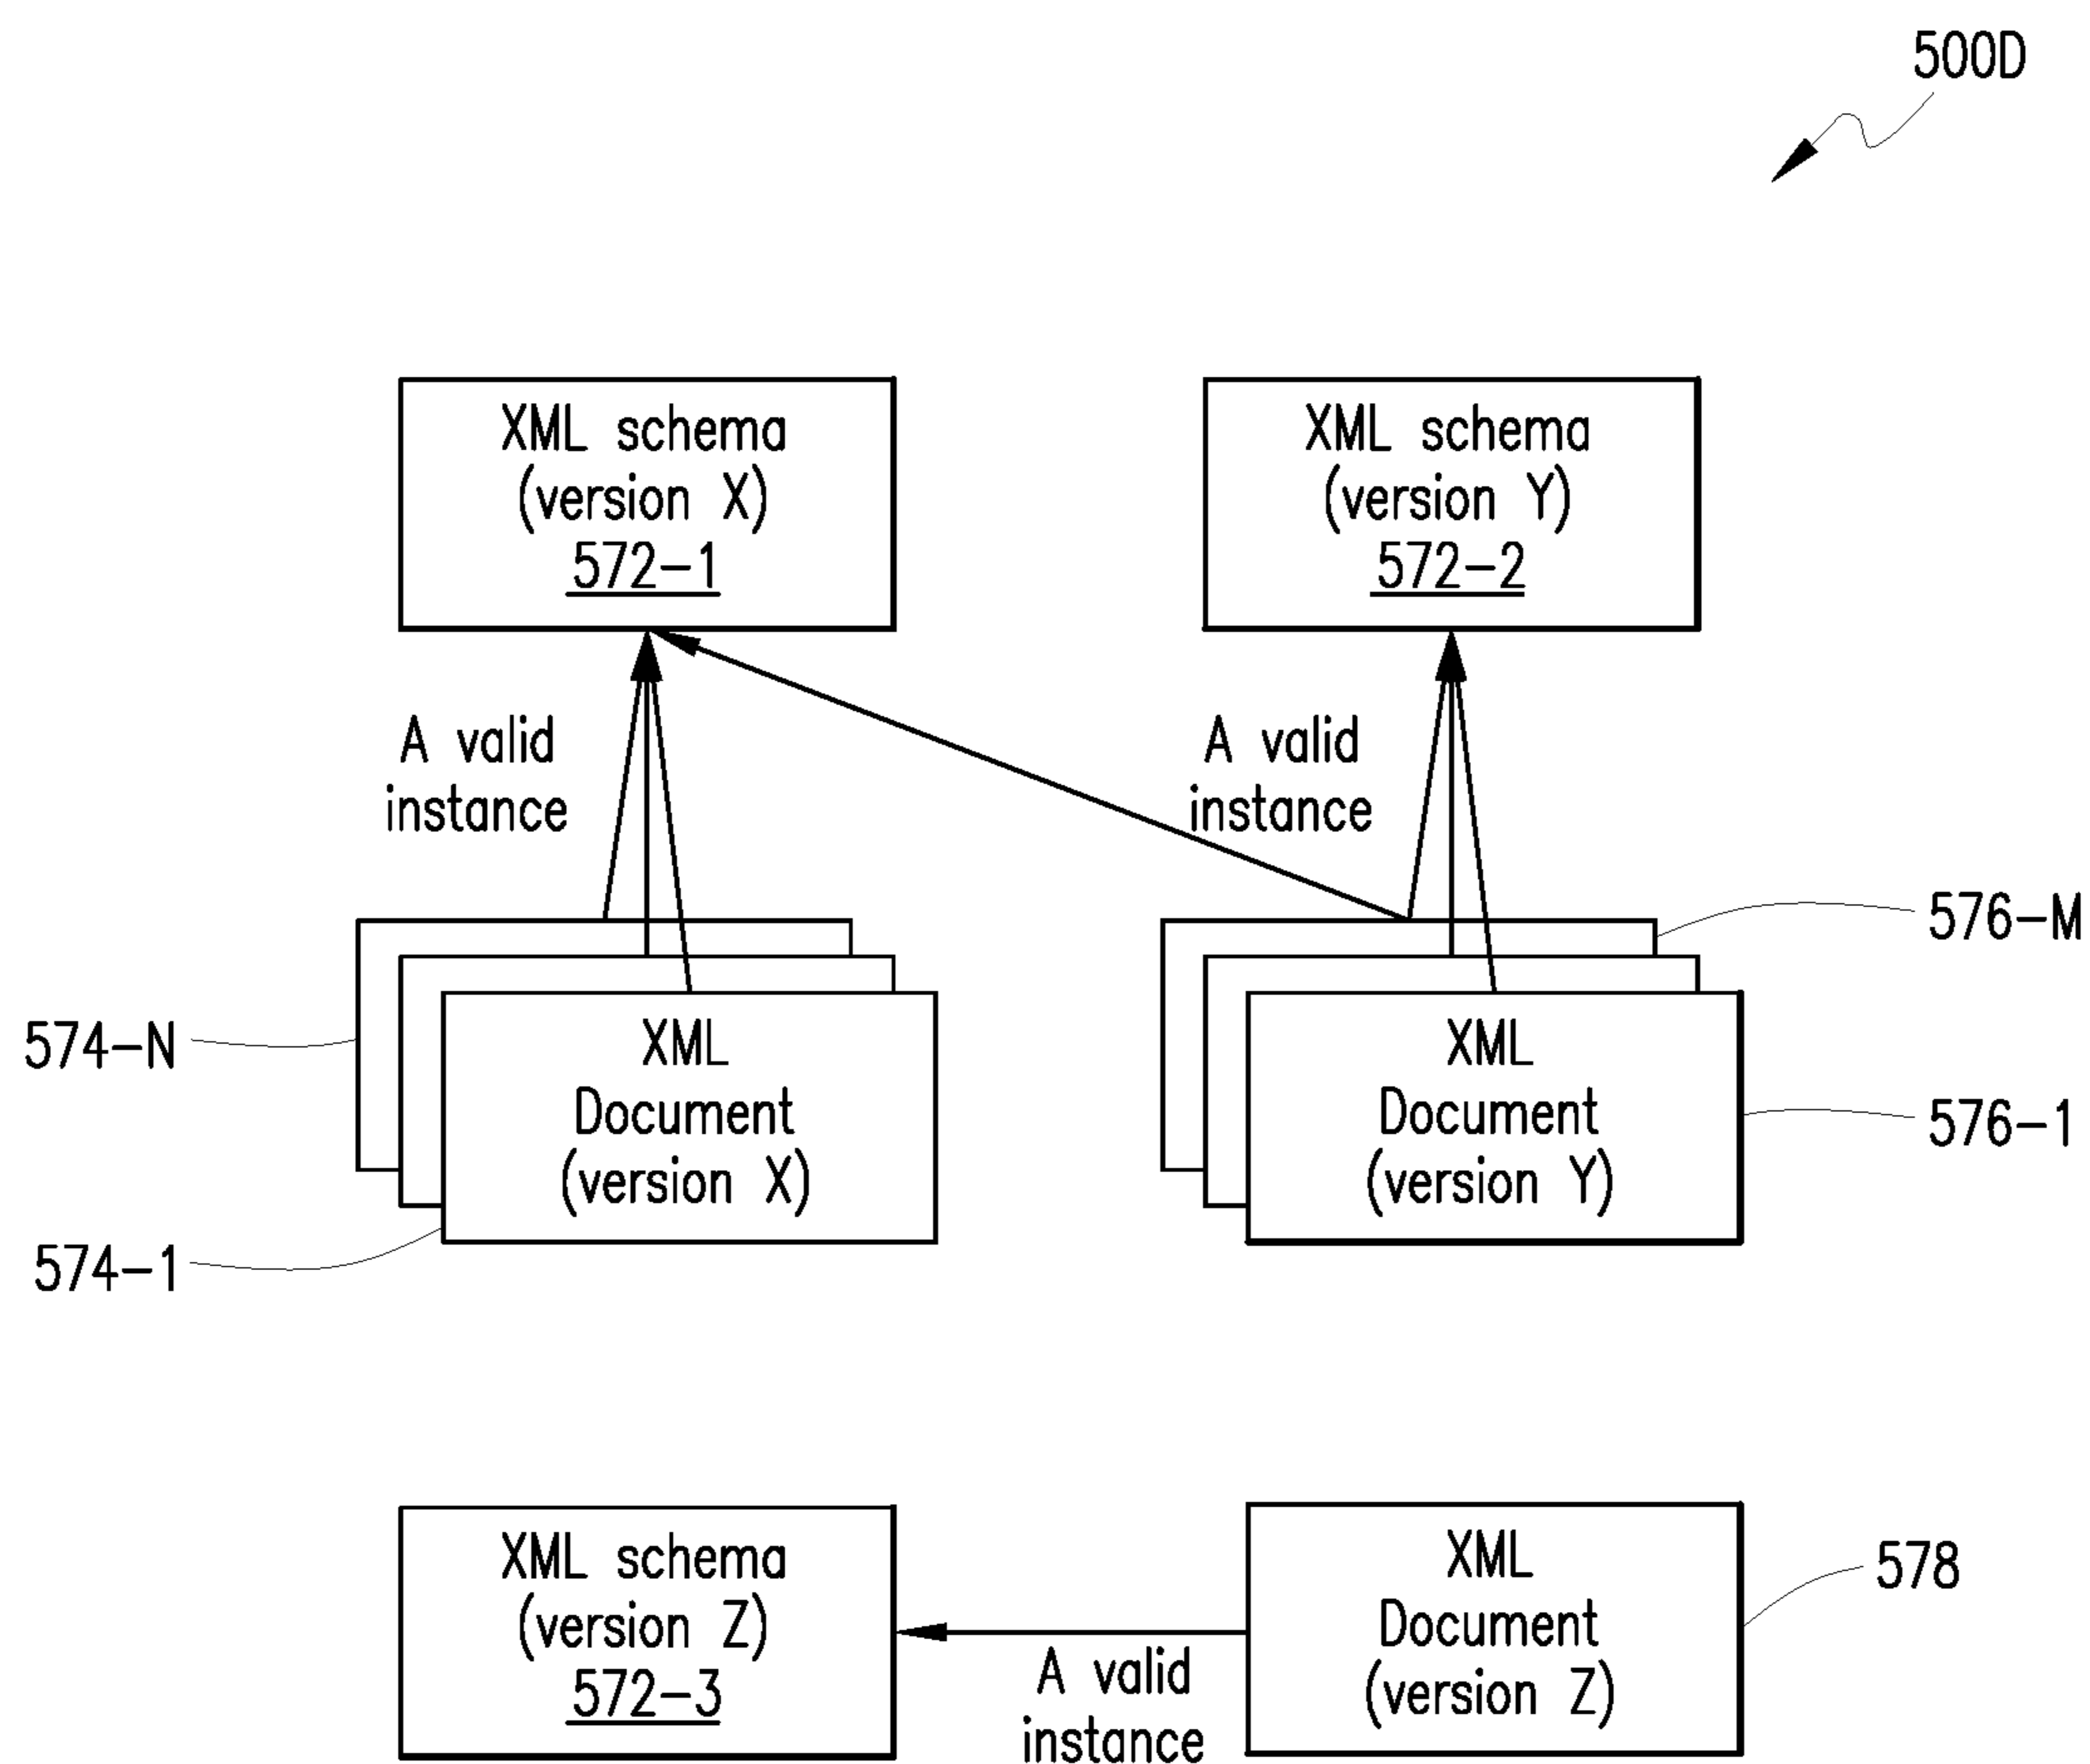 500D
XML schema
(version X)
572-1
XML schema
(version Y)
572-2
A valid
instance
A valid
instance
576-M
574-N
XML
Document
(version X)
XML
Document
(version Y)
576-1
574-1
XML schema
(version Z)
572-3
A valid
instance
XML
Document
(version Z)
578